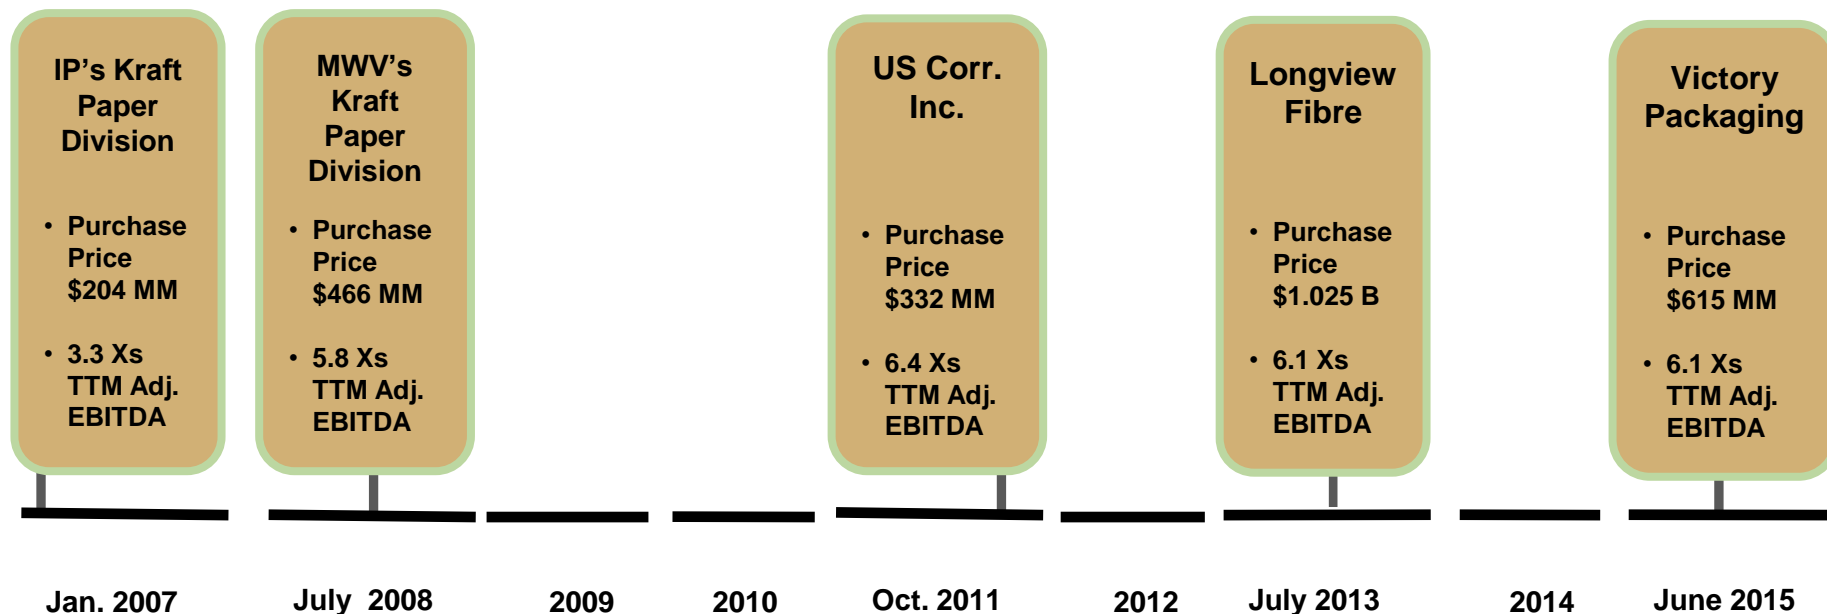 IP’s Kraft
Paper
Division
• Purchase
Price
$204 MM
• 3.3 Xs
TTM Adj.
EBITDA
MWV’s
Kraft
Paper
Division
• Purchase
Price
$466 MM
• 5.8 Xs
TTM Adj.
EBITDA
US Corr.
Inc.
• Purchase
Price
$332 MM
• 6.4 Xs
TTM Adj.
EBITDA
Longview
Fibre
• Purchase
Price
$1.025 B
• 6.1 Xs
TTM Adj.
EBITDA
Victory
Packaging
• Purchase
Price
$615 MM
• 6.1 Xs
TTM Adj.
EBITDA
Jan. 2007
July 2008
2009
2010
Oct. 2011
2012
July 2013
2014
June 2015